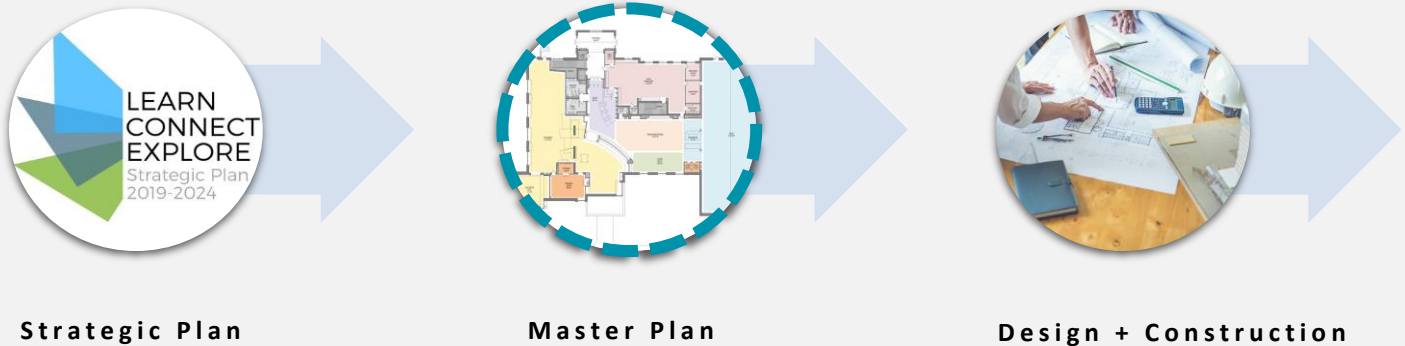 LEARN
CONNECT
EXPLORE
Strategic Plan
2019-2024
Strategic Plan
Master Plan
Design + Construction